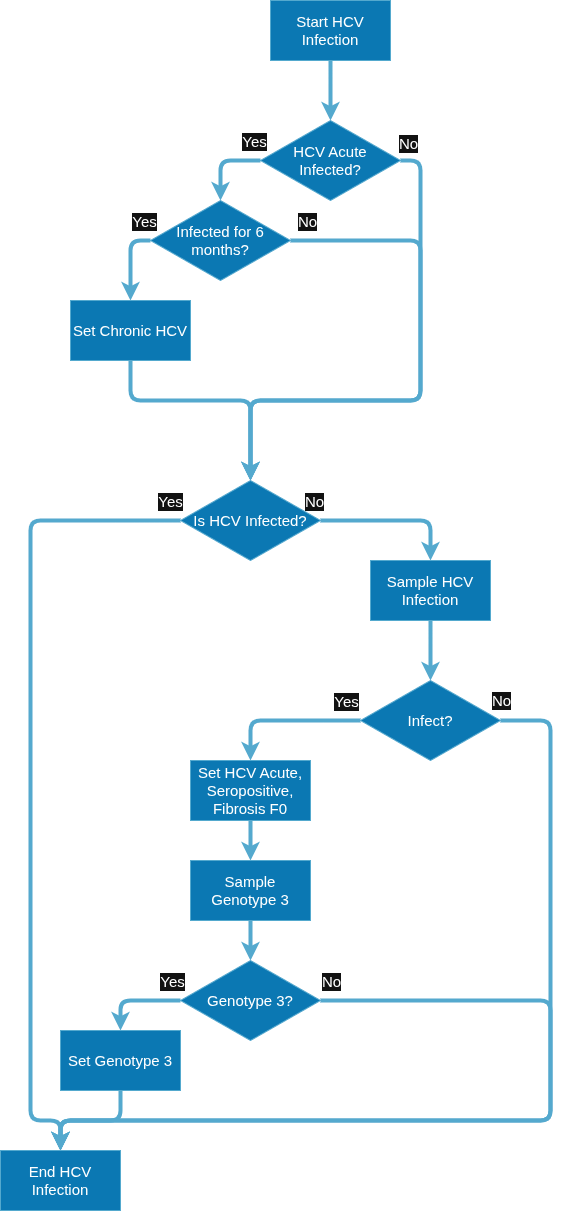 Start HCV
Infection
Yes
No
HCV Acute
Infected?
Yes
No
Infected for 6
months?
Set Chronic HCV
Yes
No
Is HCV Infected?
Sample HCV
Infection
Yes
No
Infect?
Set HCV Acute,
Seropositive,
Fibrosis F0
Sample
Genotype 3
Yes
No
Genotype 3?
Set Genotype 3
End HCV
Infection